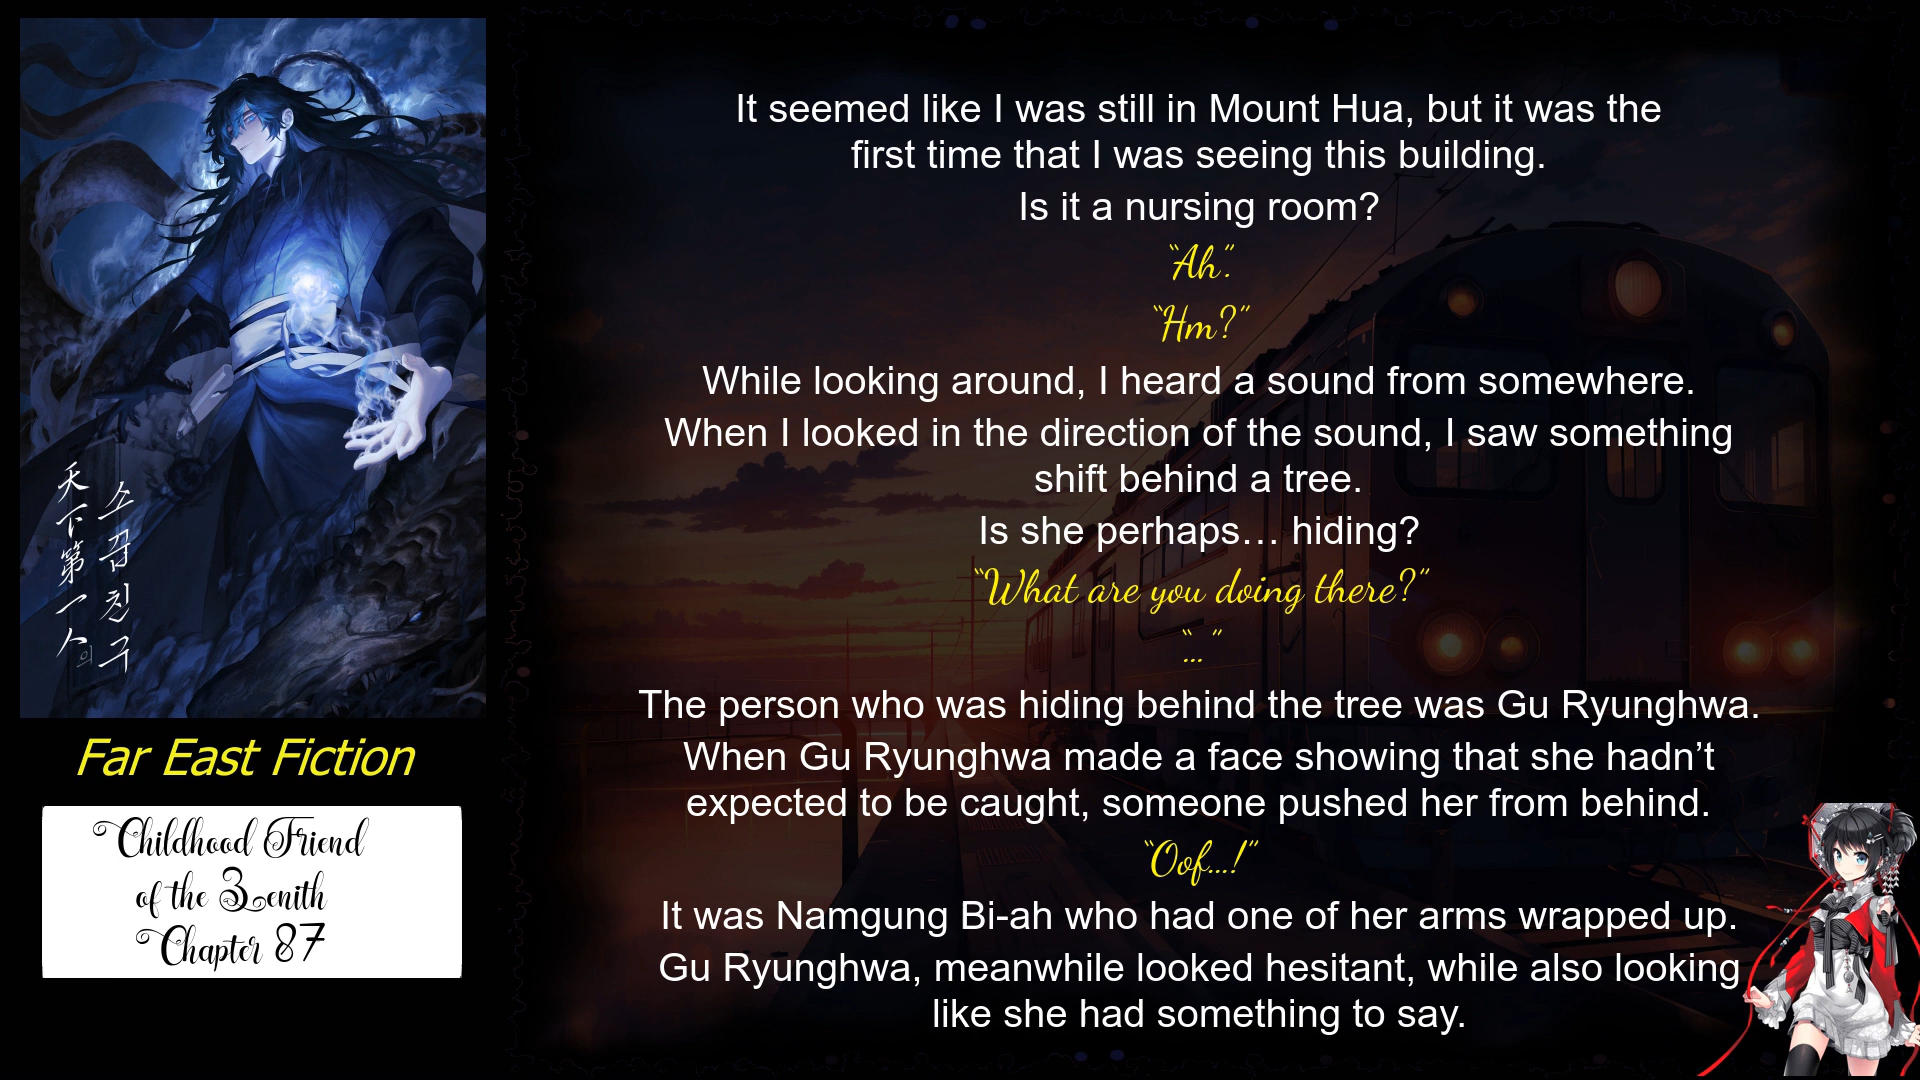 天下第一人의
소꿉친구
Far East Fiction
Childhood Friend
of the Zenith
Chapter 87
It seemed like I was still in Mount Hua, but it was the
first time that I was seeing this building.
Is it a nursing room?
“Ah”.
“Hm?”
While looking around, I heard a sound from somewhere.
When I looked in the direction of the sound, I saw something
shift behind a tree.
Is she perhaps… hiding?
“What are you doing there?”
“…”
The person who was hiding behind the tree was Gu Ryunghwa.
When Gu Ryunghwa made a face showing that she hadn’t
expected to be caught, someone pushed her from behind.
“Oof…!”
It was Namgung Bi-ah who had one of her arms wrapped up.
Gu Ryunghwa, meanwhile looked hesitant, while also looking
like she had something to say.